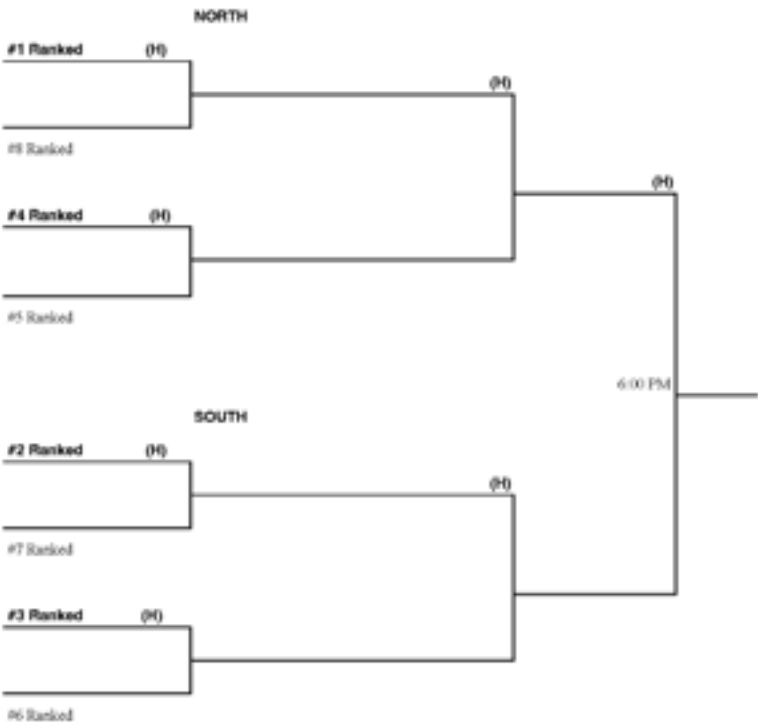 NORTH
#1 Ranked (H)
(H)
#8 Ranked
(H)
#4 Ranked (H)
#5 Ranked
6:00 PM
SOUTH
#2 Ranked (H)
(H)
#7 Ranked
#3 Ranked (H)
#6 Ranked